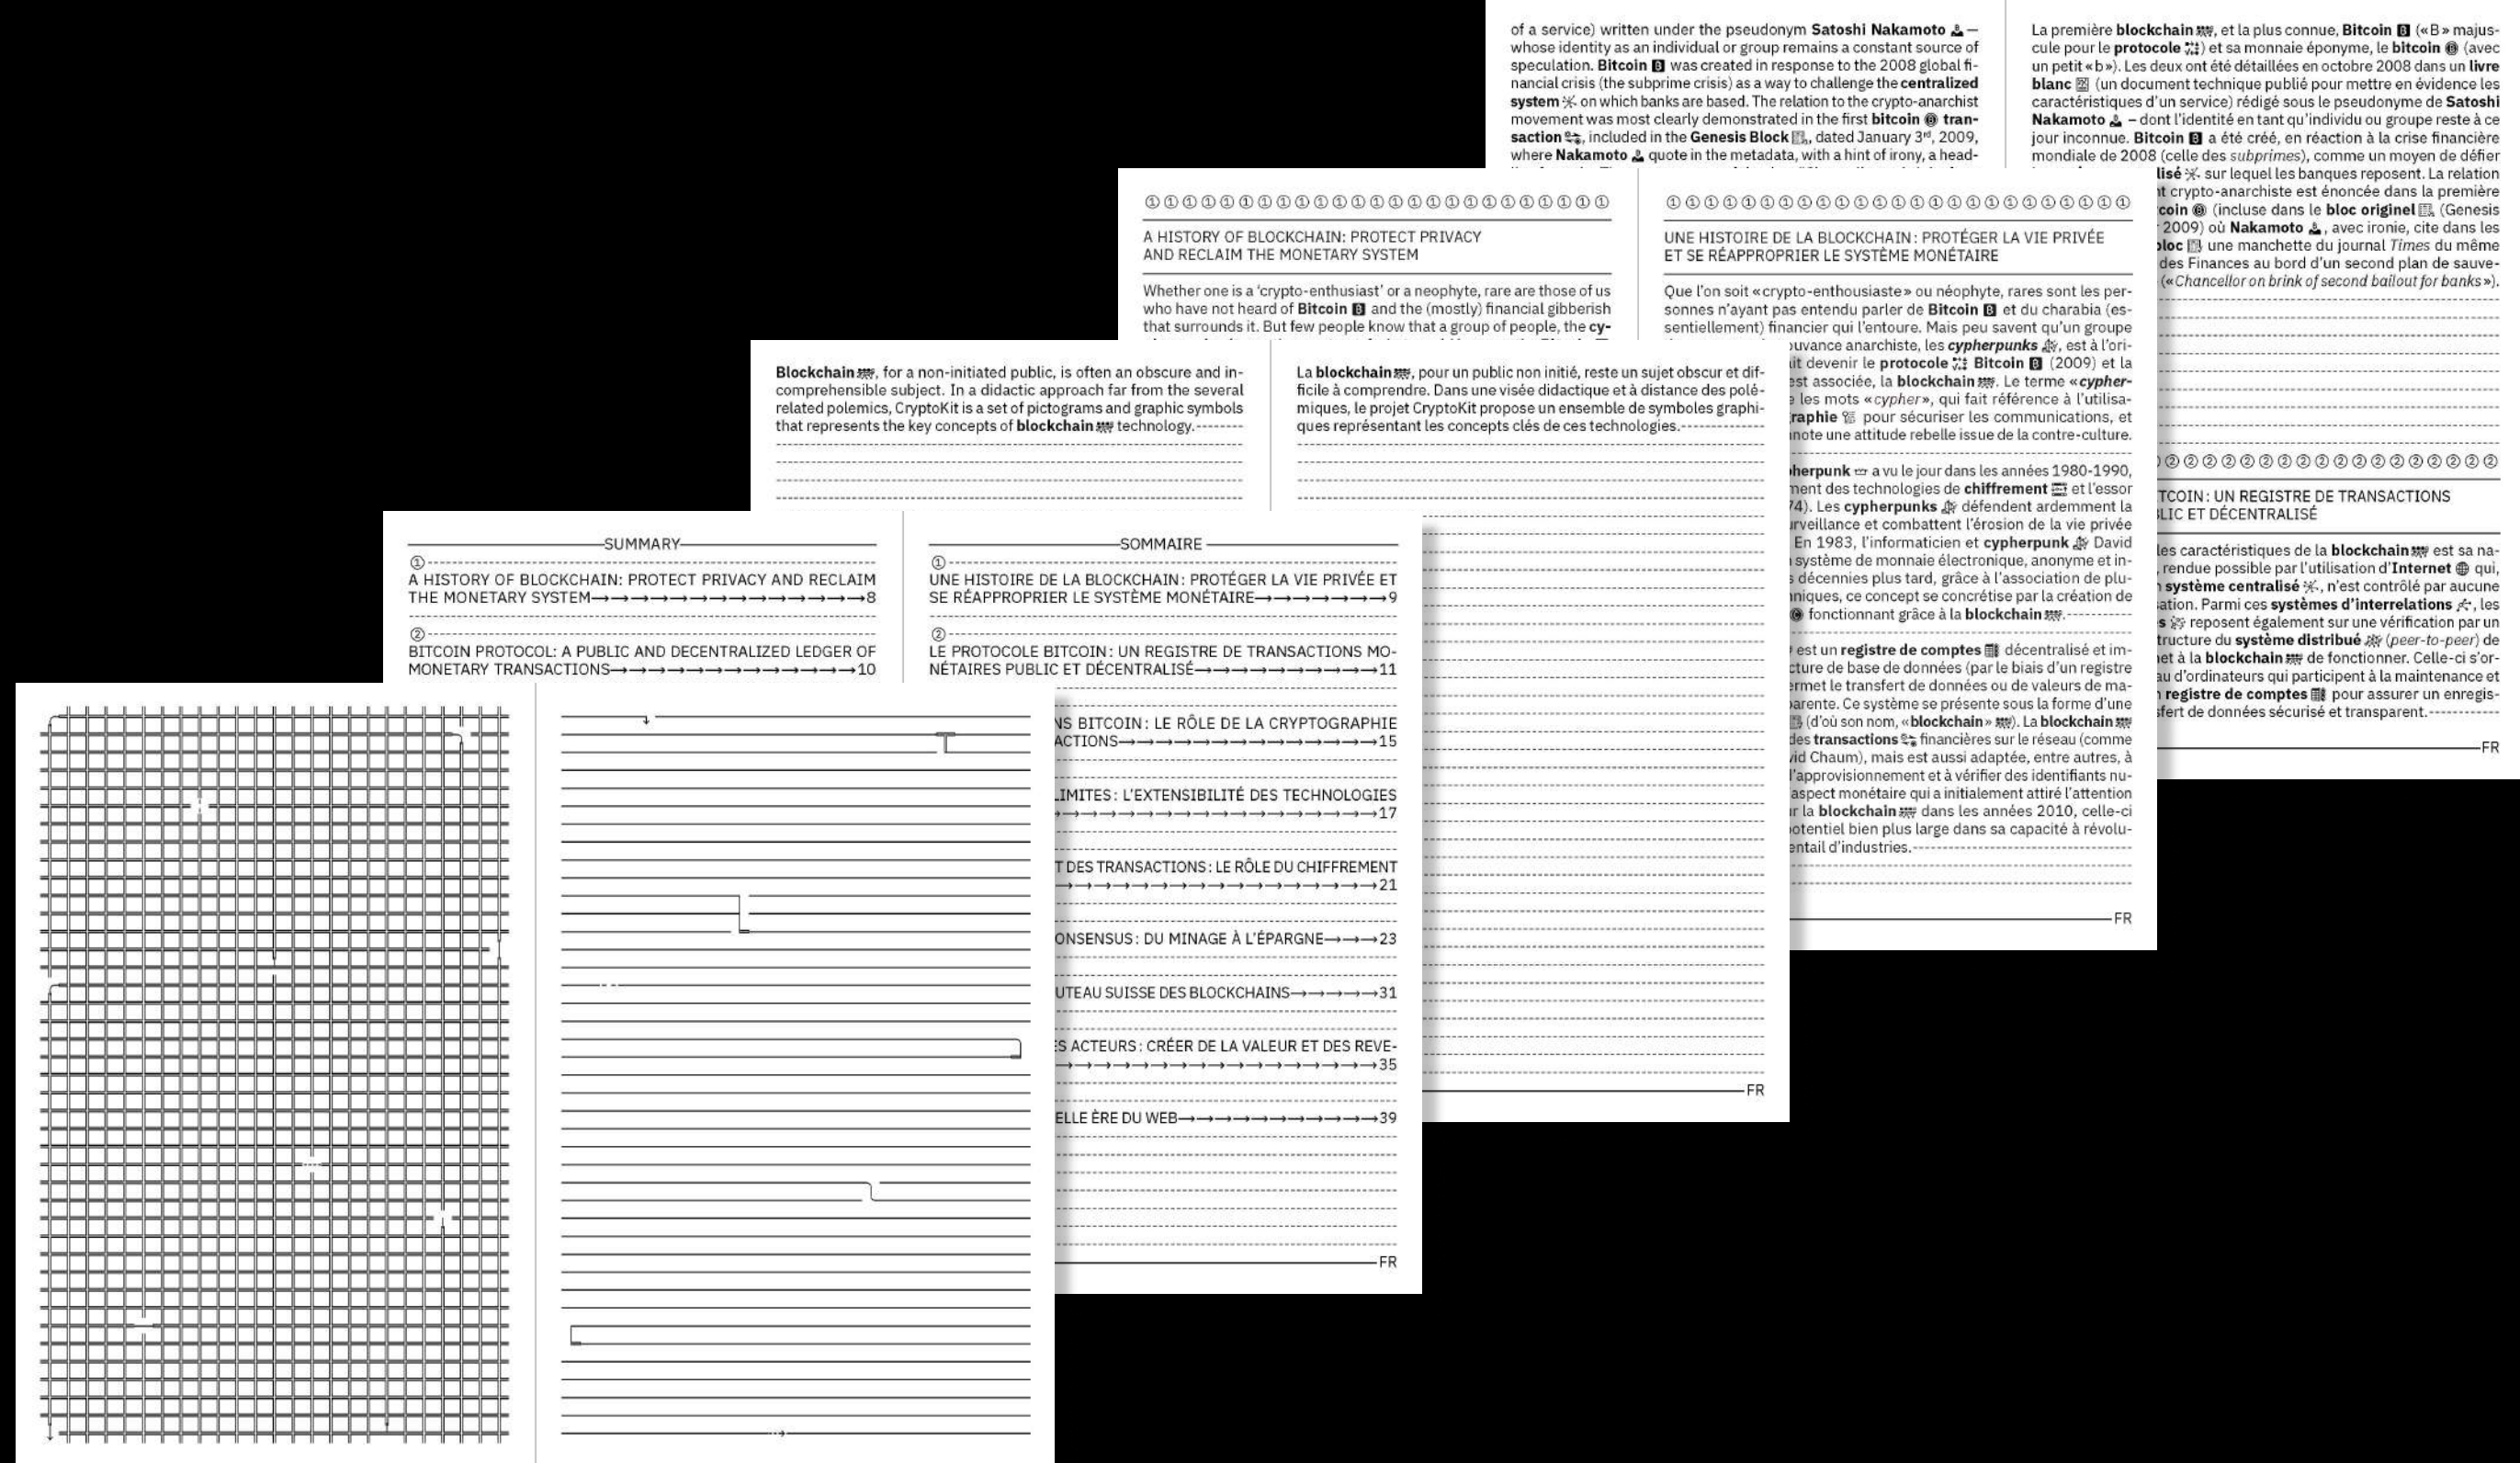 SUMMARY
①
A HISTORY OF BLOCKCHAIN: PROTECT PRIVACY AND RECLAIM
THE MONETARY SYSTEM→→→→→→→→→→→→→→→8
②
BITCOIN PROTOCOL: A PUBLIC AND DECENTRALIZED LEDGER OF
MONETARY TRANSACTIONS→→→→→→→→→→→→→10
SOMMAIRE
①
UNE HISTOIRE DE LA BLOCKCHAIN : PROTÉGER LA VIE PRIVÉE ET
SE RÉAPPROPRIER LE SYSTÈME MONÉTAIRE→→→→→→→9
②
LE PROTOCOLE BITCOIN : UN REGISTRE DE TRANSACTIONS MO-
NÉTAIRES PUBLIC ET DÉCENTRALISÉ→→→→→→→→→→11
NS BITCOIN : LE RÔLE DE LA CRYPTOGRAPHIE
ACTIONS→→→→→→→→→→→→→→15
LIMITES : L'EXTENSIBILITÉ DES TECHNOLOGIES
→→→→→→→→→→→→→→→→→17
T DES TRANSACTIONS : LE RÔLE DU CHIFFREMENT
→→→→→→→→→→→→→→→→→21
ONSENSUS : DU MINAGE À L'ÉPARGNE→→→23
UTEAU SUISSE DES BLOCKCHAINS→→→→→31
S ACTEURS : CRÉER DE LA VALEUR ET DES REVE-
→→→→→→→→→→→→→→→→→35
ELLE ÈRE DU WEB→→→→→→→→→→→39
FR
Blockchain, for a non-initiated public, is often an obscure and in-
comprehensible subject. In a didactic approach far from the several
related polemics, CryptoKit is a set of pictograms and graphic symbols
that represents the key concepts of blockchain technology.
La blockchain, pour un public non initié, reste un sujet obscur et dif-
ficile à comprendre. Dans une visée didactique et à distance des polé-
miques, le projet CryptoKit propose un ensemble de symboles graphi-
ques représentant les concepts clés de ces technologies.
FR
①①①①①①①①①①①①①①①①①①①①①①①①①
A HISTORY OF BLOCKCHAIN: PROTECT PRIVACY
AND RECLAIM THE MONETARY SYSTEM
Whether one is a 'crypto-enthusiast' or a neophyte, rare are those of us
who have not heard of Bitcoin and the (mostly) financial gibberish
that surrounds it. But few people know that a group of people, the cy-
①①①①①①①①①①①①①①①①①①①①①①①①①
UNE HISTOIRE DE LA BLOCKCHAIN : PROTÉGER LA VIE PRIVÉE
ET SE RÉAPPROPRIER LE SYSTÈME MONÉTAIRE
Que l'on soit «crypto-enthousiaste» ou néophyte, rares sont les per-
sonnes n'ayant pas entendu parler de Bitcoin et du charabia (es-
sentiellement) financier qui l'entoure. Mais peu savent qu'un groupe
ouvance anarchiste, les cypherpunks, est à l'ori-
it devenir le protocole Bitcoin (2009) et la
est associée, la blockchain. Le terme «cypher-
les mots «cypher», qui fait référence à l'utilisa-
raphie pour sécuriser les communications, et
note une attitude rebelle issue de la contre-culture.
herpunk a vu le jour dans les années 1980-1990,
ment des technologies de chiffrement et l'essor
74). Les cypherpunks défendent ardemment la
rveillance et combattent l'érosion de la vie privée
En 1983, l'informaticien et cypherpunk David
système de monnaie électronique, anonyme et in-
décennies plus tard, grâce à l'association de plu-
niques, ce concept se concrétise par la création de
fonctionnant grâce à la blockchain.
est un registre de comptes décentralisé et im-
cture de base de données (par le biais d'un registre
ermet le transfert de données ou de valeurs de ma-
parente. Ce système se présente sous la forme d'une
(d'où son nom, «blockchain»). La blockchain
des transactions financières sur le réseau (comme
vid Chaum), mais est aussi adaptée, entre autres, à
l'approvisionnement et à vérifier des identifiants nu-
aspect monétaire qui a initialement attiré l'attention
r la blockchain dans les années 2010, celle-ci
otentiel bien plus large dans sa capacité à révolu-
entail d'industries.
FR
of a service) written under the pseudonym Satoshi Nakamoto –
whose identity as an individual or group remains a constant source of
speculation. Bitcoin was created in response to the 2008 global fi-
nancial crisis (the subprime crisis) as a way to challenge the centralized
system on which banks are based. The relation to the crypto-anarchist
movement was most clearly demonstrated in the first bitcoin tran-
saction, included in the Genesis Block, dated January 3rd, 2009,
where Nakamoto quote in the metadata, with a hint of irony, a head-
La première blockchain, et la plus connue, Bitcoin («B» majus-
cule pour le protocole) et sa monnaie éponyme, le bitcoin (avec
un petit «b»). Les deux ont été détaillées en octobre 2008 dans un livre
blanc (un document technique publié pour mettre en évidence les
caractéristiques d'un service) rédigé sous le pseudonyme de Satoshi
Nakamoto – dont l'identité en tant qu'individu ou groupe reste à ce
jour inconnue. Bitcoin a été créé, en réaction à la crise financière
mondiale de 2008 (celle des subprimes), comme un moyen de défier
lisé sur lequel les banques reposent. La relation
t crypto-anarchiste est énoncée dans la première
coin (incluse dans le bloc originel (Genesis
2009) où Nakamoto, avec ironie, cite dans les
bloc une manchette du journal Times du même
des Finances au bord d'un second plan de sauve-
(«Chancellor on brink of second bailout for banks»).
②②②②②②②②②②②②②②②②②②
TCOIN : UN REGISTRE DE TRANSACTIONS
LIC ET DÉCENTRALISÉ
les caractéristiques de la blockchain est sa na-
, rendue possible par l'utilisation d'Internet qui,
système centralisé, n'est contrôlé par aucune
sation. Parmi ces systèmes d'interrelations, les
s reposent également sur une vérification par un
tructure du système distribué (peer-to-peer) de
et à la blockchain de fonctionner. Celle-ci s'or-
au d'ordinateurs qui participent à la maintenance et
registre de comptes pour assurer un enregis-
sfert de données sécurisé et transparent.
FR